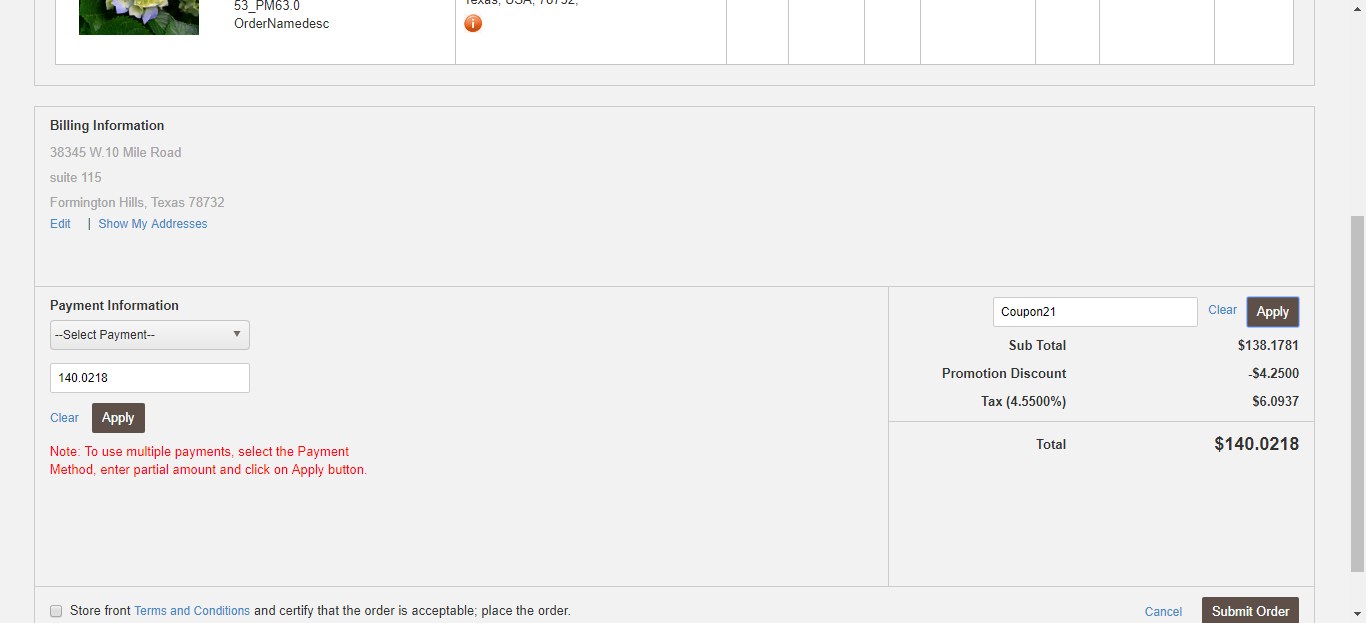 53_PM63.0
OrderNamedesc
Texas, USA, 78732,
i
Billing Information
38345 W.10 Mile Road
suite 115
Formington Hills, Texas 78732
Edit | Show My Addresses
Payment Information
--Select Payment--
140.0218
Clear Apply
Note: To use multiple payments, select the Payment
Method, enter partial amount and click on Apply button.
Coupon21 Clear Apply
Sub Total $138.1781
Promotion Discount -$4.2500
Tax (4.5500%) $6.0937
Total $140.0218
Store front Terms and Conditions and certify that the order is acceptable; place the order.
Cancel Submit Order